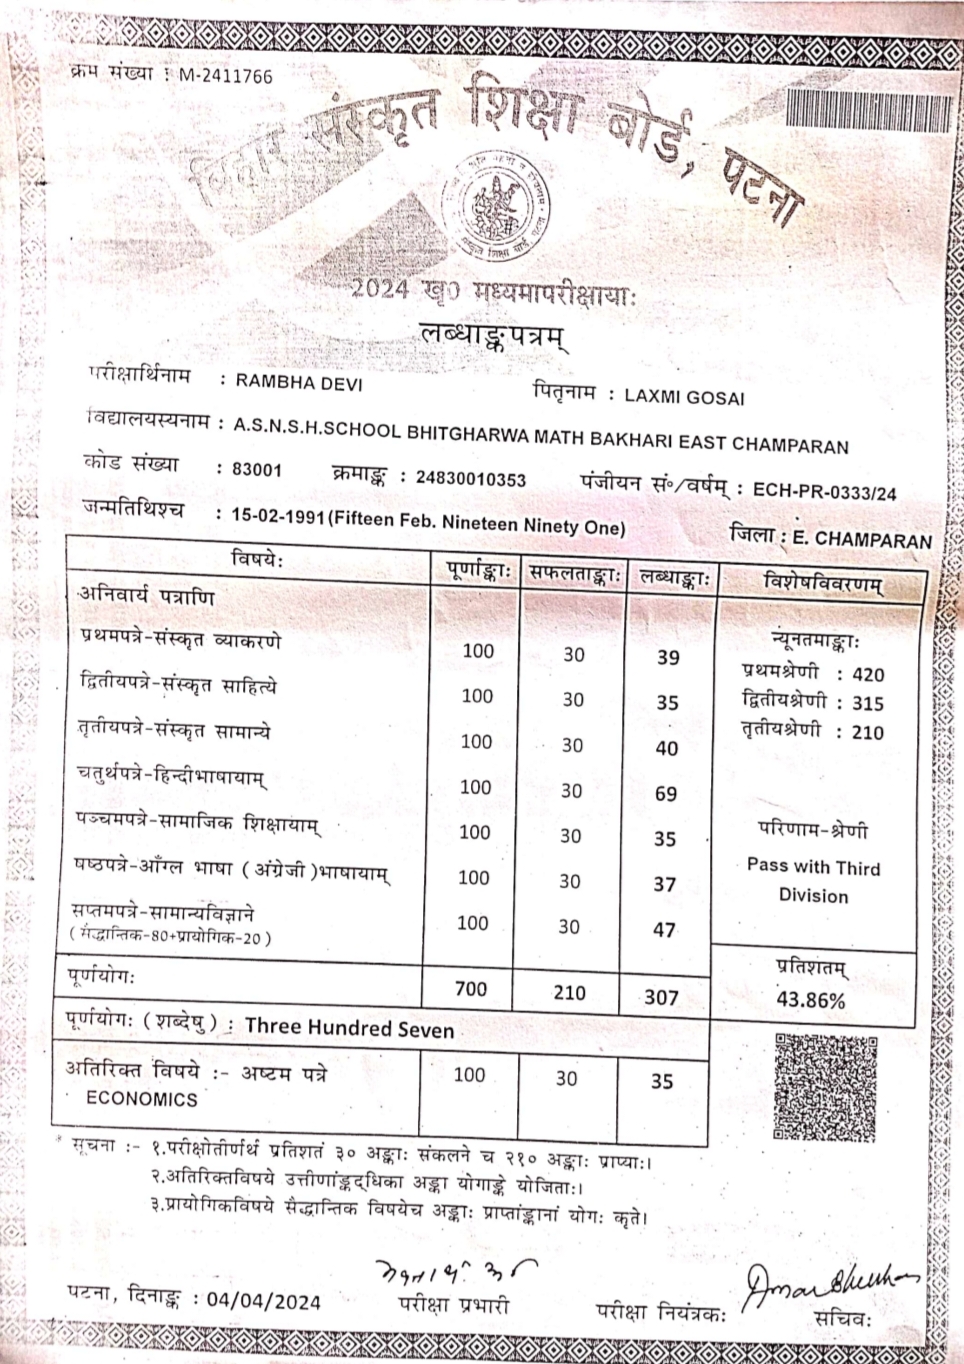 क्रम संख्या : M-2411766
बिहार संस्कृत शिक्षा बोर्ड, पटना
2024 खृ0 मध्यमापरीक्षायाः
लब्धाङ्कपत्रम्
परीक्षार्थिनाम : RAMBHA DEVI पितृनाम : LAXMI GOSAI
विद्यालयस्यनाम : A.S.N.S.H.SCHOOL BHITGHARWA MATH BAKHARI EAST CHAMPARAN
कोड संख्या : 83001 क्रमाङ्क : 24830010353 पंजीयन सं०/वर्षम् : ECH-PR-0333/24
जन्मतिथिश्च : 15-02-1991(Fifteen Feb. Nineteen Ninety One) जिला : E. CHAMPARAN
विषये: पूर्णाङ्काः सफलताङ्काः लब्धाङ्काः विशेषविवरणम्
अनिवार्य पत्राणि
प्रथमपत्रे-संस्कृत व्याकरणे 100 30 39
द्वितीयपत्रे-संस्कृत साहित्ये 100 30 35
तृतीयपत्रे-संस्कृत सामान्ये 100 30 40
चतुर्थपत्रे-हिन्दीभाषायाम् 100 30 69
पञ्चमपत्रे-सामाजिक शिक्षायाम् 100 30 35
षष्ठपत्रे-आँग्ल भाषा (अंग्रेजी)भाषायाम् 100 30 37
सप्तमपत्रे-सामान्यविज्ञाने 100 30 47
(सैद्धान्तिक-80+प्रायोगिक-20)
न्यूनतमाङ्काः
प्रथमश्रेणी : 420
द्वितीयश्रेणी : 315
तृतीयश्रेणी : 210
परिणाम-श्रेणी
Pass with Third
Division
पूर्णयोगः 700 210 307
प्रतिशतम्
43.86%
पूर्णयोगः (शब्देषु) : Three Hundred Seven
अतिरिक्त विषये :- अष्टम पत्रे 100 30 35
ECONOMICS
* सूचना :- १.परीक्षोतीर्णर्थ प्रतिशतं ३० अङ्काः संकलने च २१० अङ्काः प्राप्याः।
२.अतिरिक्तविषये उत्तीणांङ्कद्धिका अङ्का योगाङ्के योजिताः।
३.प्रायोगिकविषये सैद्धान्तिक विषयेच अङ्काः प्राप्तांङ्कानां योगः कृते।
पटना, दिनाङ्क : 04/04/2024 परीक्षा प्रभारी परीक्षा नियंत्रकः सचिवः